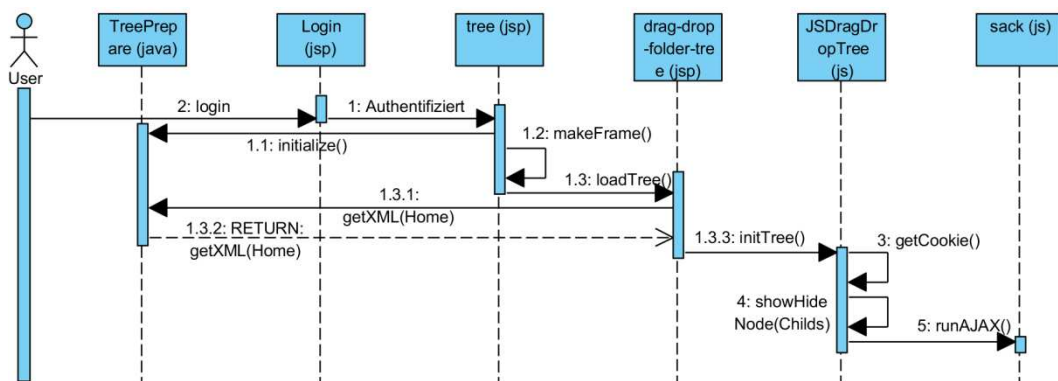 TreePrep
are (java)
Login
(jsp)
tree (jsp)
drag-drop
-folder-tre
e (jsp)
JSDragDr
opTree
(js)
sack (js)
User
2: login
1: Authentifiziert
1.1: initialize()
1.2: makeFrame()
1.3: loadTree()
1.3.1:
getXML(Home)
1.3.2: RETURN:
getXML(Home)
1.3.3: initTree()
3: getCookie()
4: showHide
Node(Childs)
5: runAJAX()